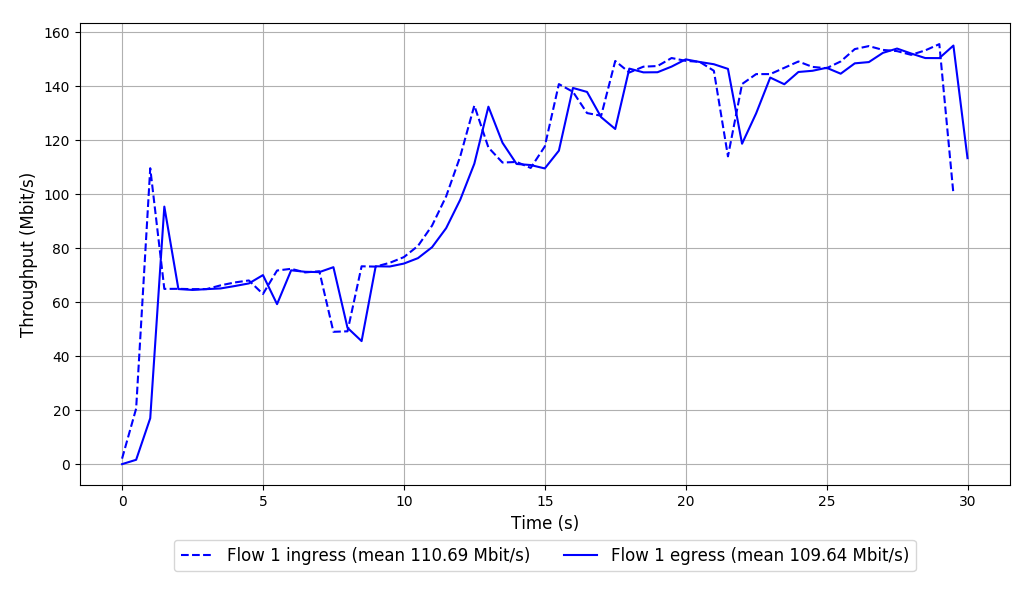 160
140
120
100
80
60
40
20
0
Throughput (Mbit/s)
0 5 10 15 20 25 30
Time (s)
Flow 1 ingress (mean 110.69 Mbit/s) Flow 1 egress (mean 109.64 Mbit/s)